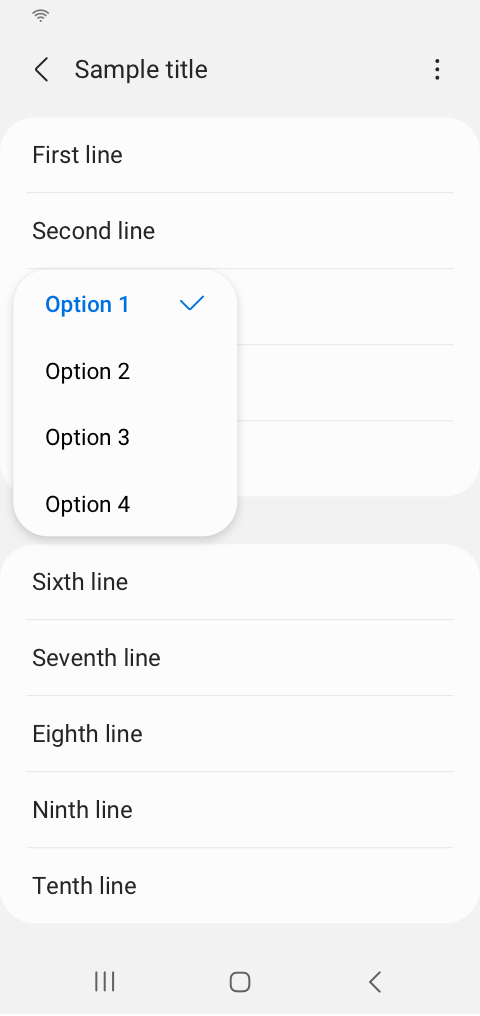 Sample title
First line
Second line
Option 1
Option 2
Option 3
Option 4
Sixth line
Seventh line
Eighth line
Ninth line
Tenth line